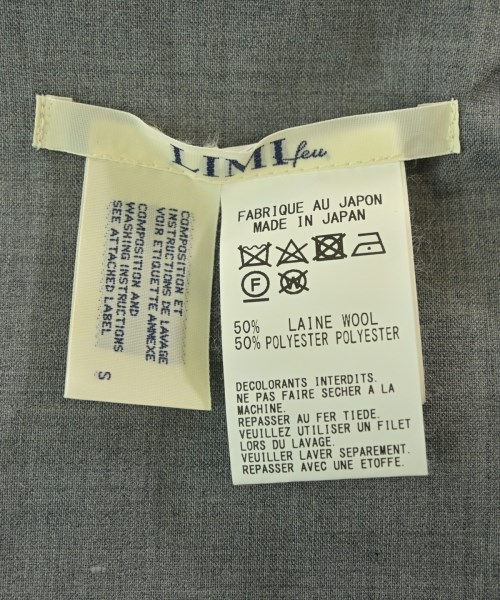 LIMI feu
COMPOSITION ET
INSTRUCTIONS DE LAVAGE
VOIR ETIQUETTE ANNEXE
COMPOSITION AND
WASHING INSTRUCTIONS
SEE ATTACHED LABEL
S
FABRIQUE AU JAPON
MADE IN JAPAN
F W
50% LAINE WOOL
50% POLYESTER POLYESTER
DECOLORANTS INTERDITS.
NE PAS FAIRE SECHER A LA
MACHINE.
REPASSER AU FER TIEDE.
VEUILLEZ UTILISER UN FILET
LORS DU LAVAGE.
VEUILLER LAVER SEPAREMENT.
REPASSER AVEC UNE ETOFFE.